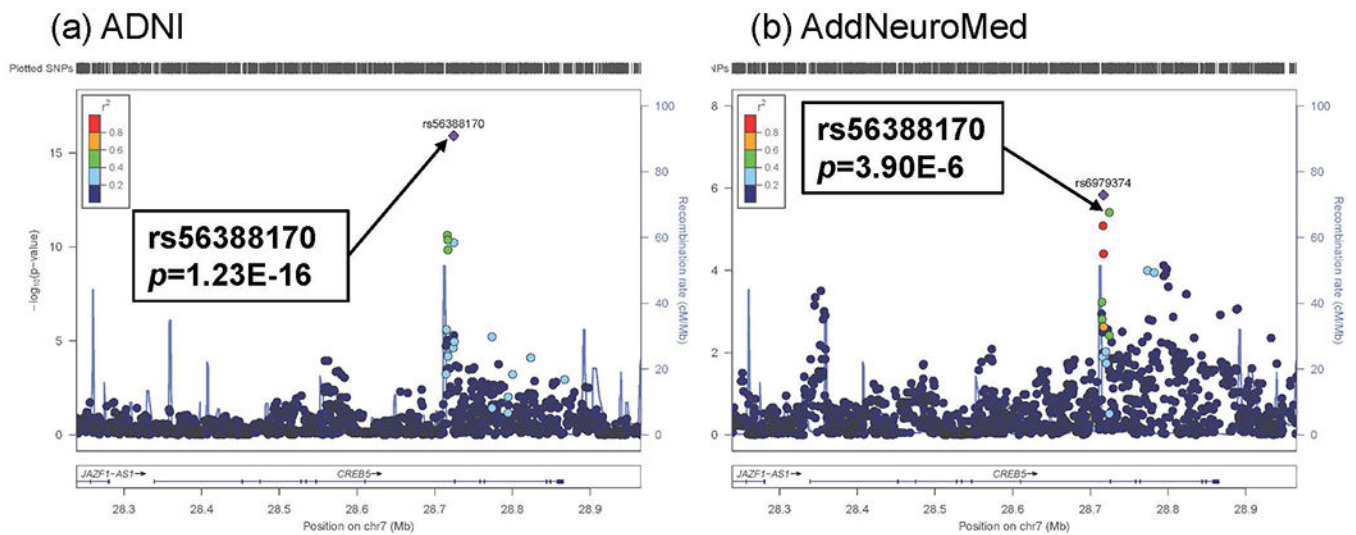 (a) ADNI
Plotted SNPs
r²
0.8
0.6
0.4
0.2
rs56388170
rs56388170
p=1.23E-16
15
10
5
0
−log₁₀(p−value)
100
80
60
40
20
0
Recombination rate (cM/Mb)
JAZF1−AS1→
CREB5→
28.3
28.4
28.5
28.6
28.7
28.8
28.9
Position on chr7 (Mb)
(b) AddNeuroMed
NPs
r²
0.8
0.6
0.4
0.2
rs56388170
p=3.90E-6
rs6979374
8
6
4
2
0
100
80
60
40
20
0
Recombination rate (cM/Mb)
JAZF1−AS1→
CREB5→
28.3
28.4
28.5
28.6
28.7
28.8
28.9
Position on chr7 (Mb)